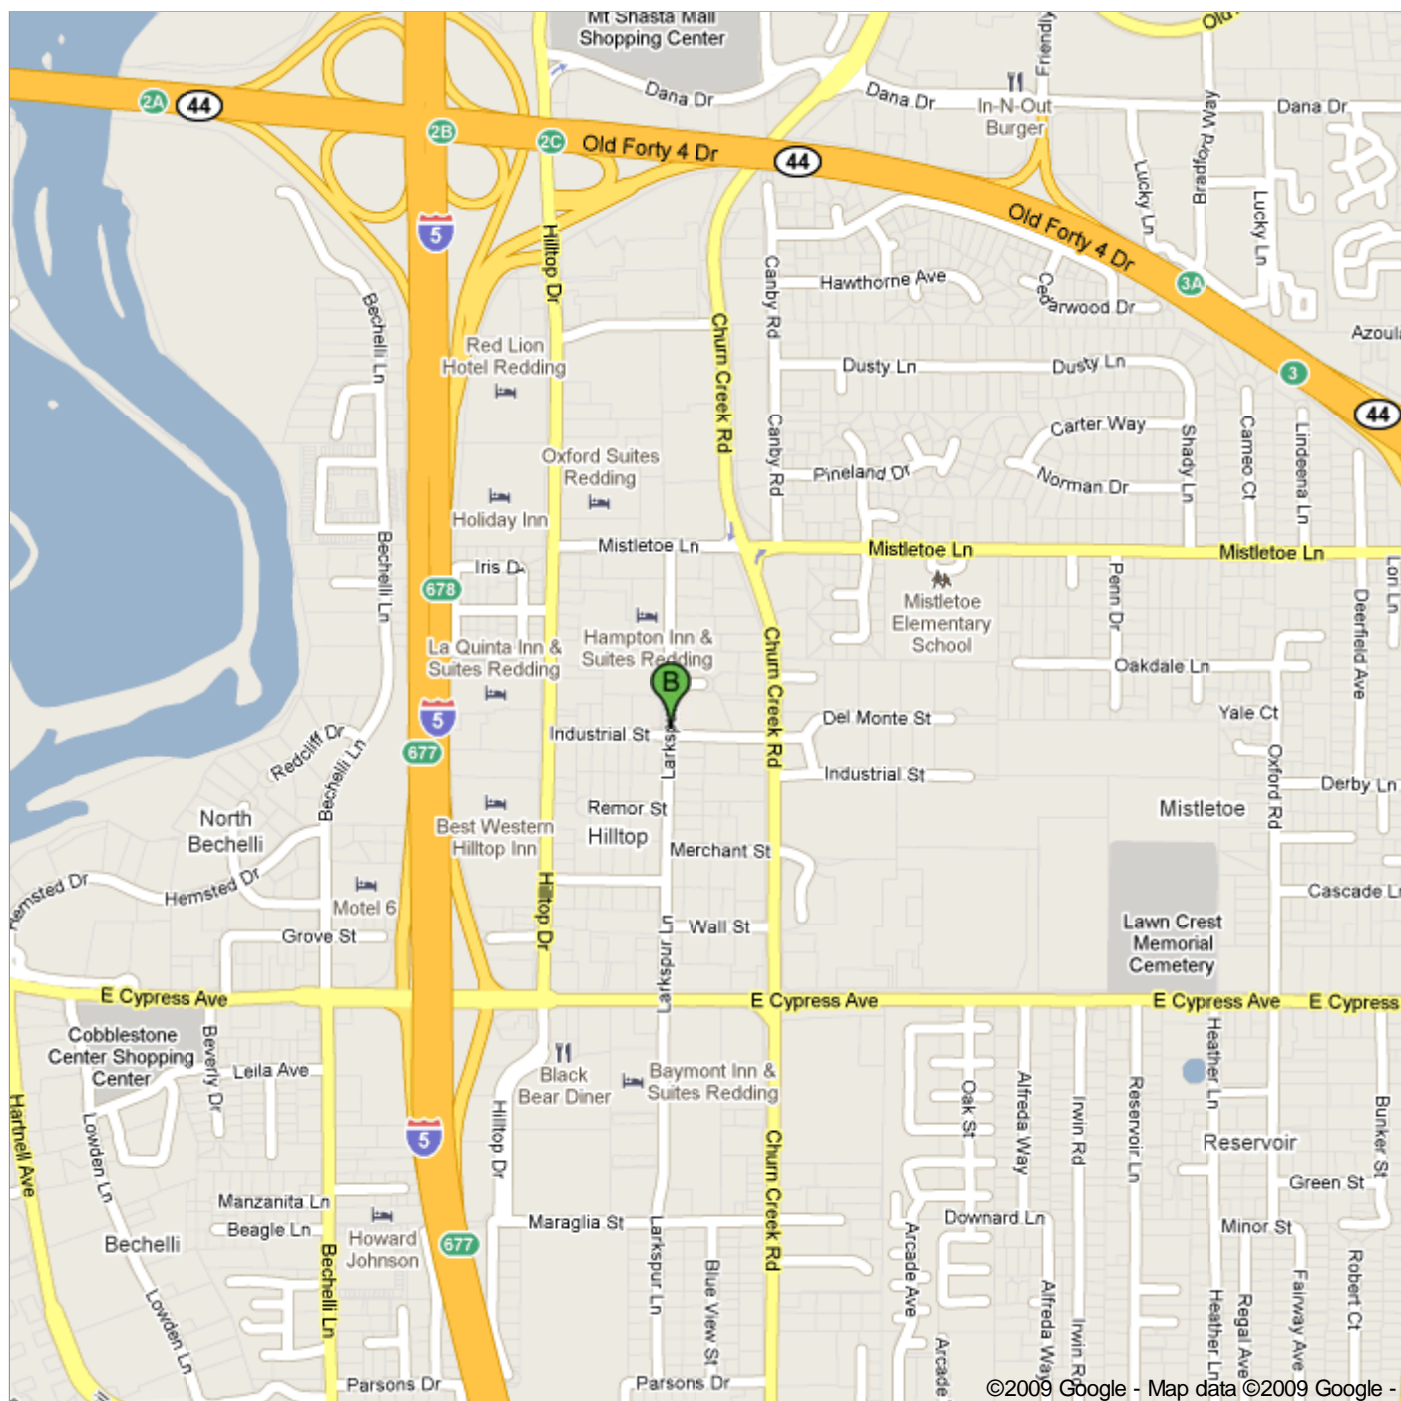 Mt Shasta Mall
Shopping Center
Dana Dr
Dana Dr
Dana Dr
In-N-Out
Burger
2A
44
2B
2C
Old Forty 4 Dr
44
Bradford Way
Lucky Ln
Lucky Ln
5
Hilltop Dr
Old Forty 4 Dr
3A
Canby Rd
Hawthorne Ave
Cedarwood Dr
Bechelli Ln
Churn Creek Rd
Red Lion
Hotel Redding
Dusty Ln
Dusty Ln
3
44
Canby Rd
Carter Way
Shady Ln
Cameo Ct
Lindeena Ln
Oxford Suites
Redding
Pineland Dr
Norman Dr
Holiday Inn
Mistletoe Ln
Mistletoe Ln
Mistletoe Ln
Bechelli Ln
Iris D
678
Penn Dr
Lori Ln
Deerfield Ave
Mistletoe
Elementary
School
Hampton Inn &
Suites Redding
La Quinta Inn &
Suites Redding
Churn Creek Rd
Oakdale Ln
B
5
Industrial St
Del Monte St
Yale Ct
677
Redcliff Dr
Bechelli Ln
Industrial St
Oxford Rd
Derby Ln
Remor St
Hilltop
Mistletoe
North
Bechelli
Best Western
Hilltop Inn
Merchant St
Hemsted Dr
Hemsted Dr
Motel 6
Hilltop Dr
Cascade Ln
Wall St
Larkspur Ln
Grove St
Lawn Crest
Memorial
Cemetery
E Cypress Ave
E Cypress Ave
E Cypress Ave
E Cypress
Cobblestone
Center Shopping
Center
Beverly Dr
Leila Ave
Black
Bear Diner
Baymont Inn &
Suites Redding
Heather Ln
Oak St
Alfreda Way
Irwin Rd
Reservoir Ln
Bunker St
Hartnell Ave
Lowden Ln
5
Hilltop Dr
Churn Creek Rd
Reservoir
Green St
Manzanita Ln
Beagle Ln
Maraglia St
Downard Ln
Minor St
Bechelli
Howard
Johnson
677
Bechelli Ln
Larkspur Ln
Blue View St
Arcade Ave
Alfreda Way
Irwin Rd
Heather Ln
Regal Ave
Fairway Ave
Robert Ct
Lowden Ln
Arcade
Parsons Dr
Parsons Dr
©2009 Google - Map data ©2009 Google -